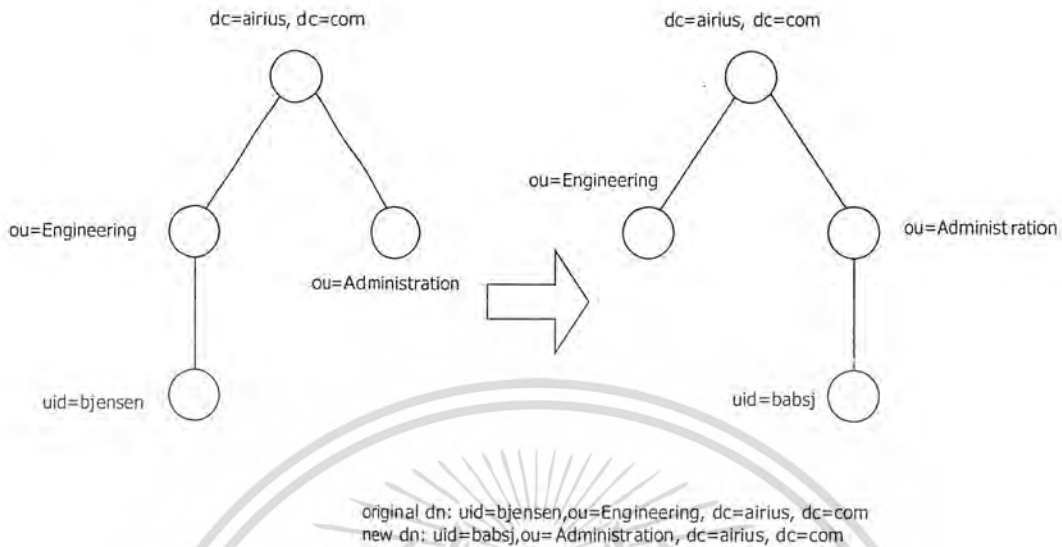 dc=airius, dc=com
dc=airius, dc=com
ou=Engineering
ou=Administration
ou=Engineering
ou=Administration
uid=bjensen
uid=babsj
original dn: uid=bjensen,ou=Engineering, dc=airius, dc=com
new dn: uid=babsj,ou=Administration, dc=airius, dc=com